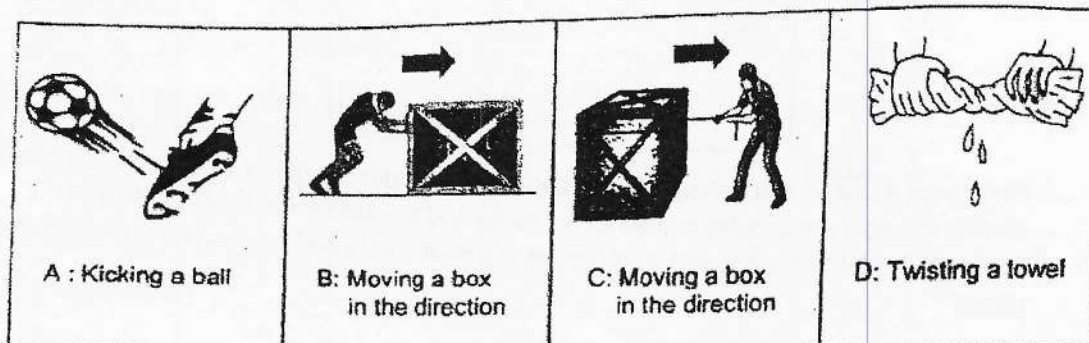 A : Kicking a ball
B: Moving a box
in the direction
C: Moving a box
in the direction
D: Twisting a towel